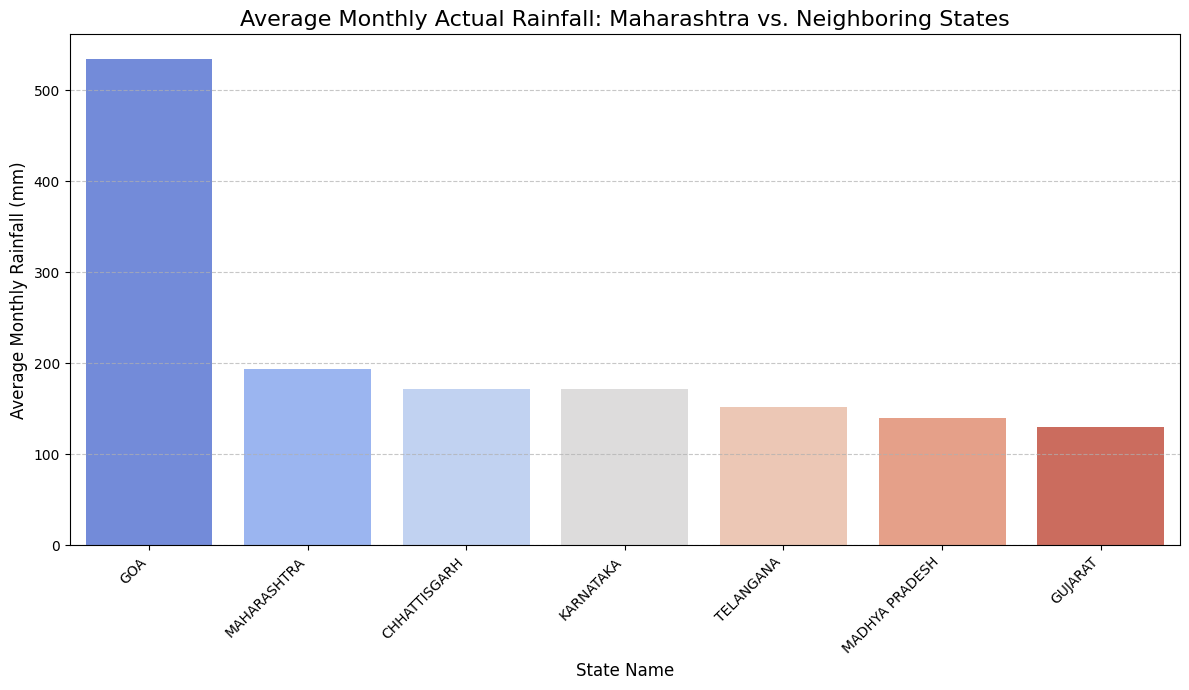 Average Monthly Actual Rainfall: Maharashtra vs. Neighboring States
Average Monthly Rainfall (mm)
500
400
300
200
100
0
GOA
MAHARASHTRA
CHHATTISGARH
KARNATAKA
TELANGANA
MADHYA PRADESH
GUJARAT
State Name